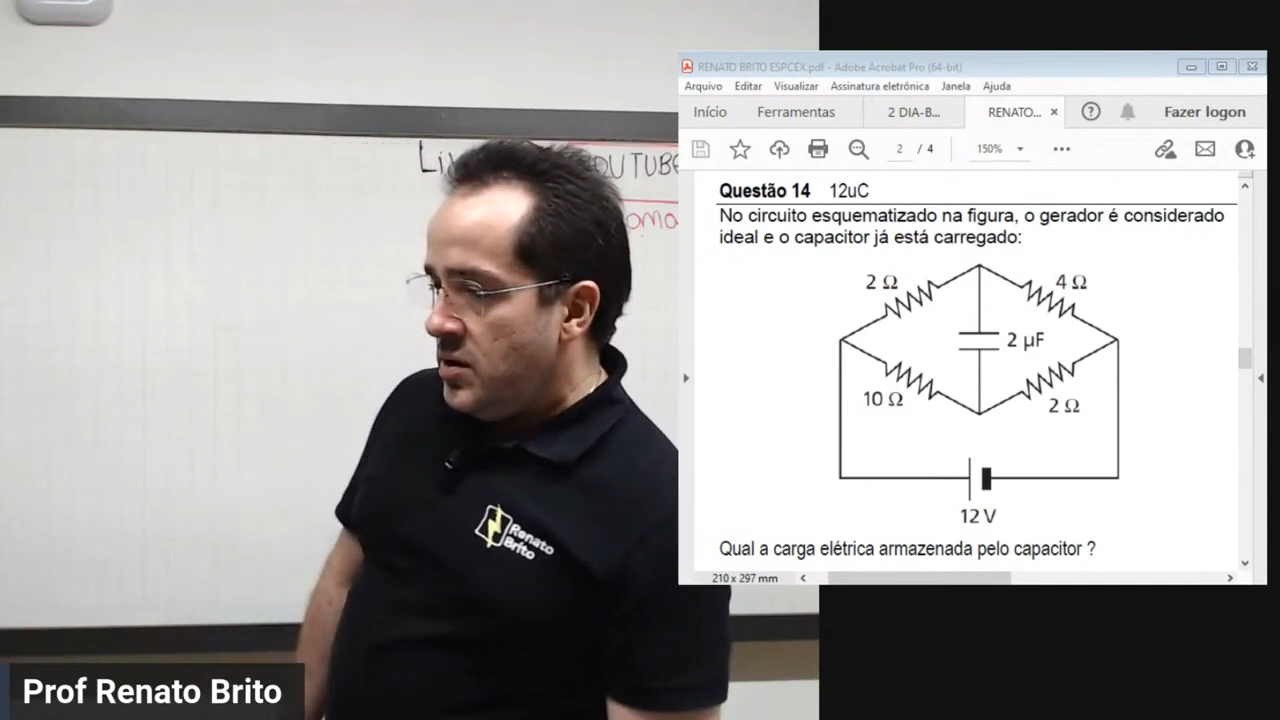 Li
OUTUBE
oma
RENATO BRITO ESPCEX.pdf - Adobe Acrobat Pro (64-bit)
Arquivo Editar Visualizar Assinatura eletrônica Janela Ajuda
Início Ferramentas 2 DIA-B... RENATO... Fazer logon
2 / 4 150%
Questão 14 12uC
No circuito esquematizado na figura, o gerador é considerado
ideal e o capacitor já está carregado:
2 Ω 4 Ω
2 µF
10 Ω 2 Ω
12 V
Qual a carga elétrica armazenada pelo capacitor ?
210 x 297 mm
Renato
Brito
Prof Renato Brito